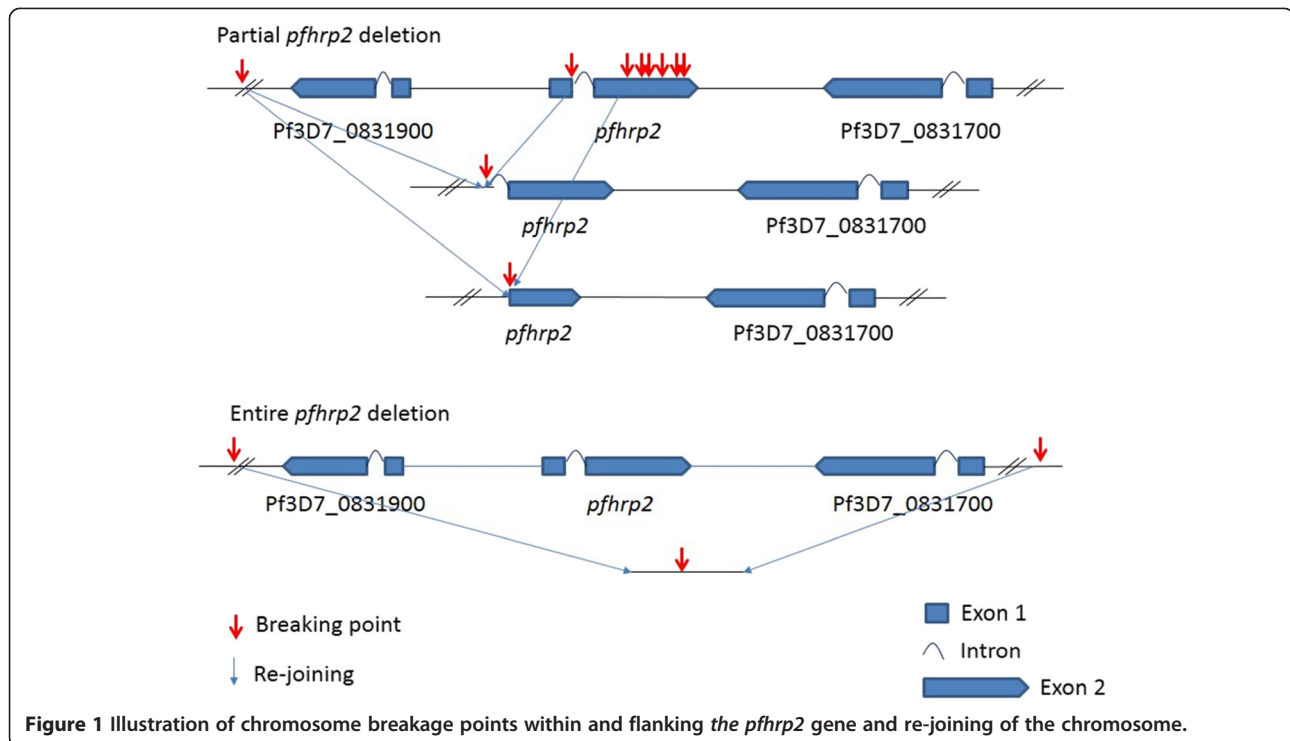 Partial pfhrp2 deletion
Pf3D7_0831900
pfhrp2
Pf3D7_0831700
pfhrp2
Pf3D7_0831700
pfhrp2
Pf3D7_0831700
Entire pfhrp2 deletion
Pf3D7_0831900
pfhrp2
Pf3D7_0831700
Breaking point
Re-joining
Exon 1
Intron
Exon 2
Figure 1 Illustration of chromosome breakage points within and flanking the pfhrp2 gene and re-joining of the chromosome.